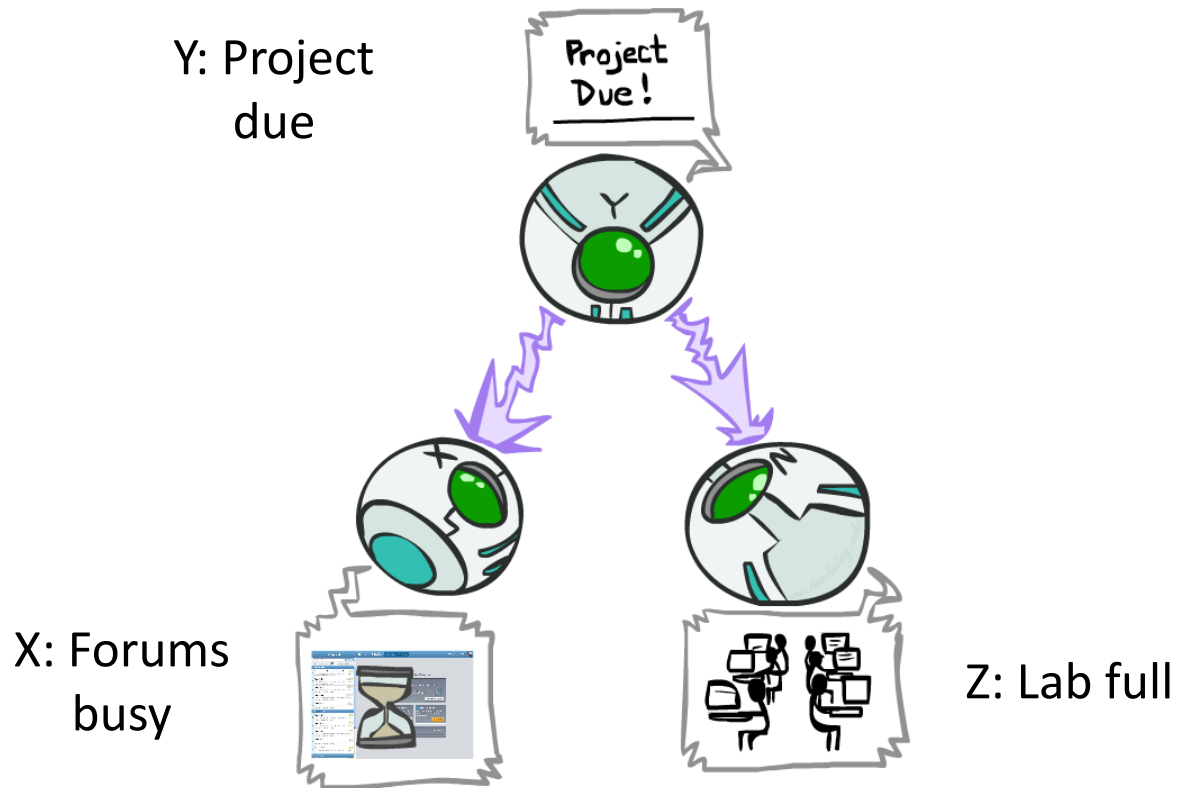 Y: Project
due
Project
Due!
Y
X
Z
X: Forums
busy
Z: Lab full